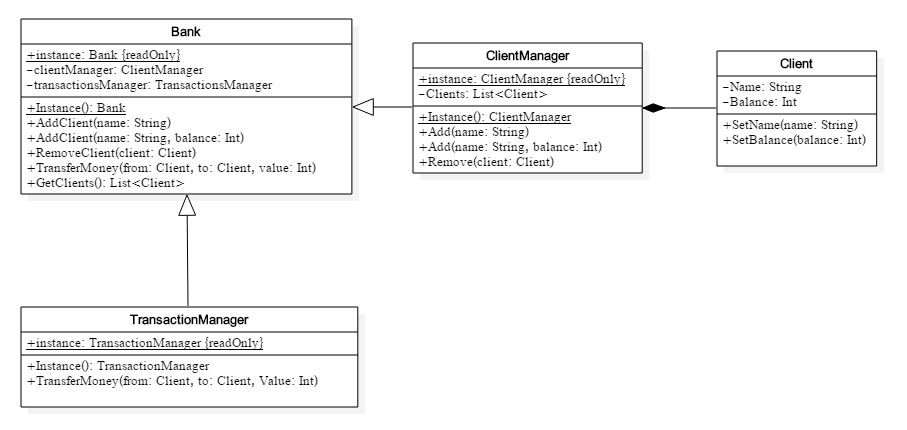 Bank
+instance: Bank {readOnly}
-clientManager: ClientManager
-transactionsManager: TransactionsManager
+Instance(): Bank
+AddClient(name: String)
+AddClient(name: String, balance: Int)
+RemoveClient(client: Client)
+TransferMoney(from: Client, to: Client, value: Int)
+GetClients(): List<Client>
ClientManager
+instance: ClientManager {readOnly}
-Clients: List<Client>
+Instance(): ClientManager
+Add(name: String)
+Add(name: String, balance: Int)
+Remove(client: Client)
Client
-Name: String
-Balance: Int
+SetName(name: String)
+SetBalance(balance: Int)
TransactionManager
+instance: TransactionManager {readOnly}
+Instance(): TransactionManager
+TransferMoney(from: Client, to: Client, Value: Int)